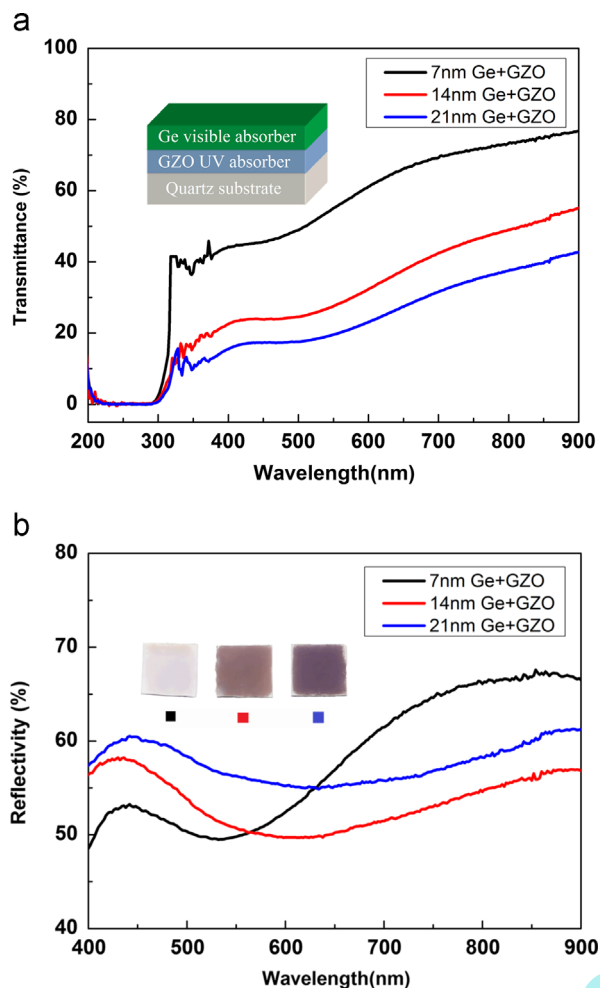 a
100
80
60
40
20
0
Transmittance (%)
7nm Ge+GZO
14nm Ge+GZO
21nm Ge+GZO
Ge visible absorber
GZO UV absorber
Quartz substrate
200 300 400 500 600 700 800 900
Wavelength(nm)
b
80
70
60
50
40
Reflectivity (%)
7nm Ge+GZO
14nm Ge+GZO
21nm Ge+GZO
400 500 600 700 800 900
Wavelength(nm)